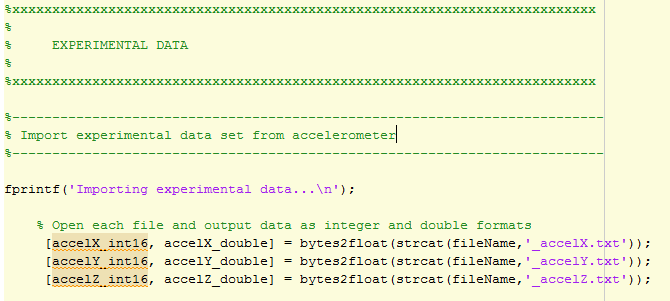 %xxxxxxxxxxxxxxxxxxxxxxxxxxxxxxxxxxxxxxxxxxxxxxxxxxxxxxxxxxxxxxxxxxxxxxxxx
%
%     EXPERIMENTAL DATA
%
%xxxxxxxxxxxxxxxxxxxxxxxxxxxxxxxxxxxxxxxxxxxxxxxxxxxxxxxxxxxxxxxxxxxxxxxxx
%--------------------------------------------------------------------------
% Import experimental data set from accelerometer
%--------------------------------------------------------------------------
fprintf('Importing experimental data...\n');
% Open each file and output data as integer and double formats
[accelX_int16, accelX_double] = bytes2float(strcat(fileName,'_accelX.txt'));
[accelY_int16, accelY_double] = bytes2float(strcat(fileName,'_accelY.txt'));
[accelZ_int16, accelZ_double] = bytes2float(strcat(fileName,'_accelZ.txt'));